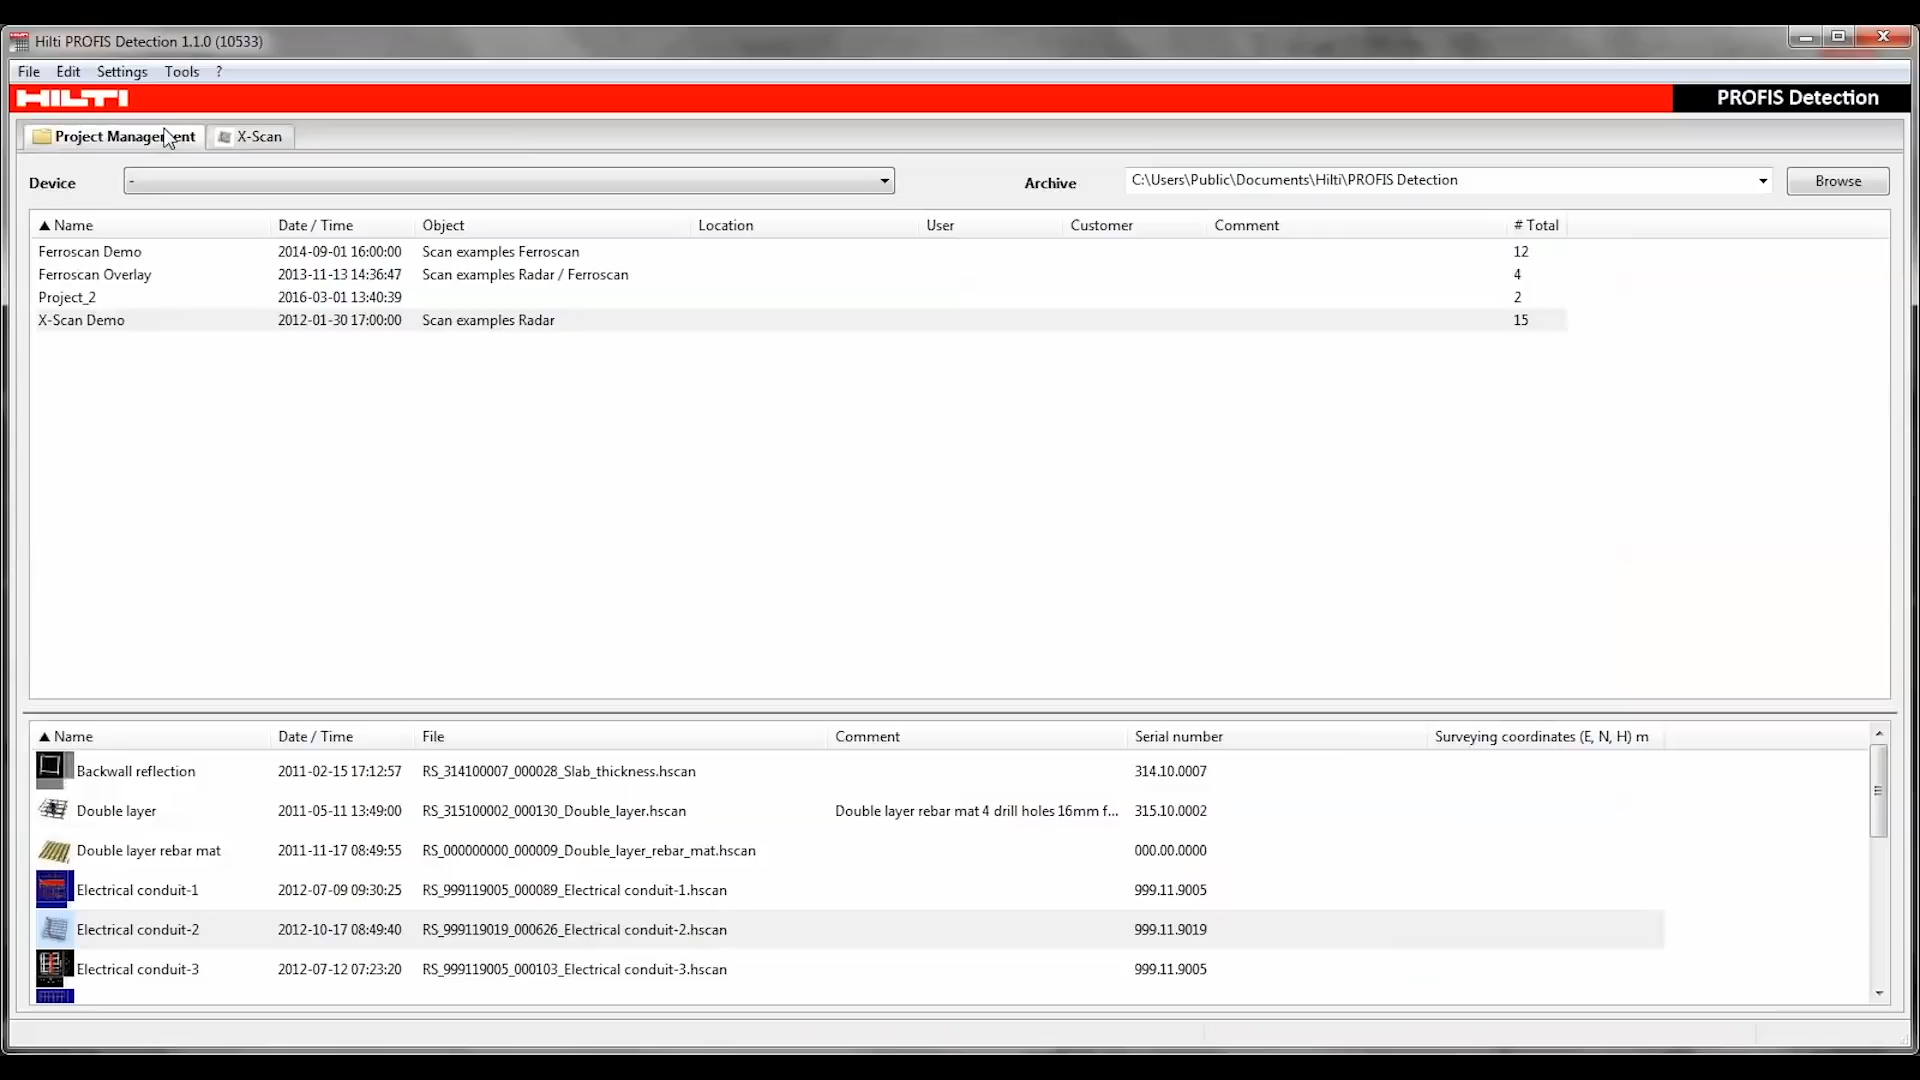 Hilti PROFIS Detection 1.1.0 (10533)
File Edit Settings Tools ?
HILTI PROFIS Detection
Project Management X-Scan
Device - Archive C:\Users\Public\Documents\Hilti\PROFIS Detection Browse
Name Date / Time Object Location User Customer Comment # Total
Ferroscan Demo 2014-09-01 16:00:00 Scan examples Ferroscan 12
Ferroscan Overlay 2013-11-13 14:36:47 Scan examples Radar / Ferroscan 4
Project_2 2016-03-01 13:40:39 2
X-Scan Demo 2012-01-30 17:00:00 Scan examples Radar 15
Name Date / Time File Comment Serial number Surveying coordinates (E, N, H) m
Backwall reflection 2011-02-15 17:12:57 RS_314100007_000028_Slab_thickness.hscan 314.10.0007
Double layer 2011-05-11 13:49:00 RS_315100002_000130_Double_layer.hscan Double layer rebar mat 4 drill holes 16mm f... 315.10.0002
Double layer rebar mat 2011-11-17 08:49:55 RS_000000000_000009_Double_layer_rebar_mat.hscan 000.00.0000
Electrical conduit-1 2012-07-09 09:30:25 RS_999119005_000089_Electrical conduit-1.hscan 999.11.9005
Electrical conduit-2 2012-10-17 08:49:40 RS_999119019_000626_Electrical conduit-2.hscan 999.11.9019
Electrical conduit-3 2012-07-12 07:23:20 RS_999119005_000103_Electrical conduit-3.hscan 999.11.9005